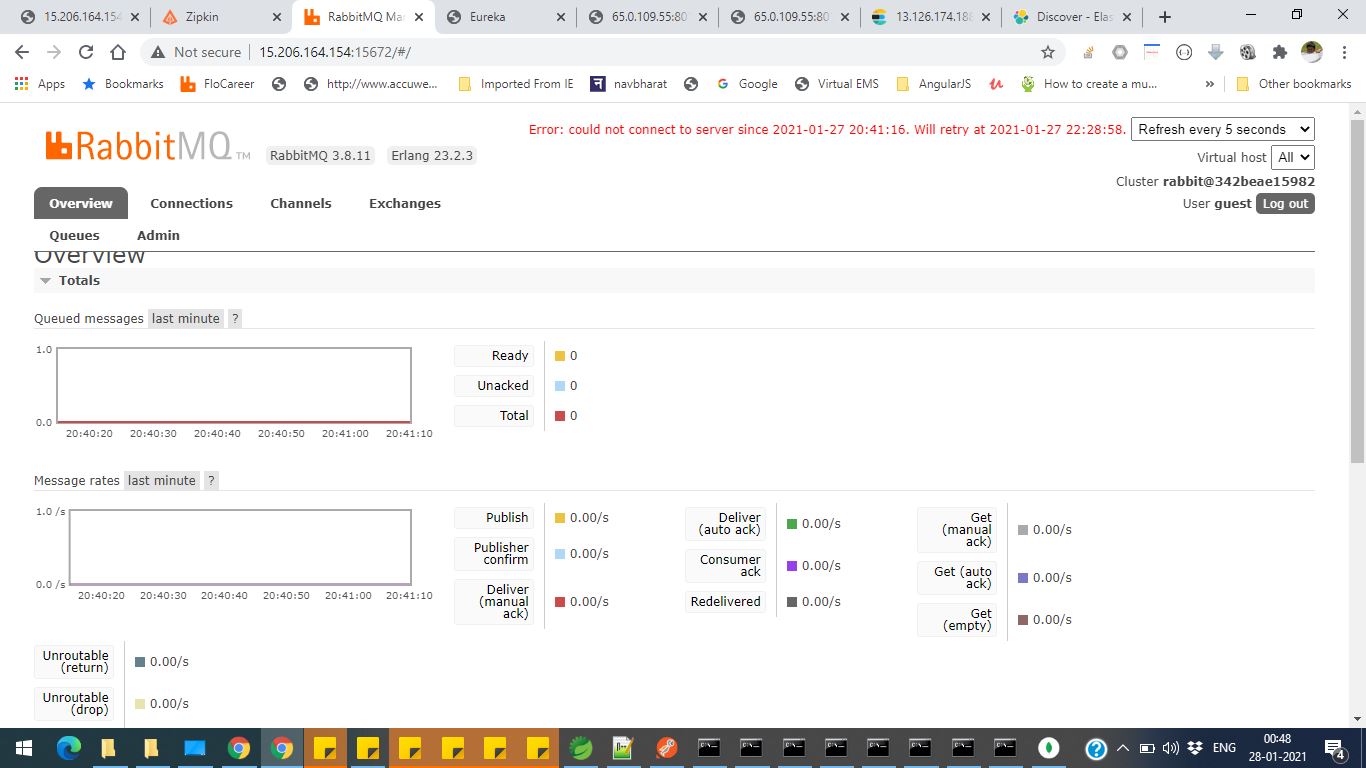 15.206.164.154
Zipkin
RabbitMQ Ma
Eureka
65.0.109.55:80
65.0.109.55:80
13.126.174.188
Discover - Elas
Not secure
15.206.164.154:15672/#/
Apps
Bookmarks
FloCareer
http://www.accuwe...
Imported From IE
navbharat
Google
Virtual EMS
AngularJS
How to create a mu...
»
Other bookmarks
RabbitMQ TM
RabbitMQ 3.8.11
Erlang 23.2.3
Error: could not connect to server since 2021-01-27 20:41:16. Will retry at 2021-01-27 22:28:58.
Refresh every 5 seconds
Virtual host All
Cluster rabbit@342beae15982
User guest Log out
Overview
Connections
Channels
Exchanges
Queues
Admin
Overview
Totals
Queued messages last minute ?
1.0
0.0
20:40:20 20:40:30 20:40:40 20:40:50 20:41:00 20:41:10
Ready 0
Unacked 0
Total 0
Message rates last minute ?
1.0 /s
0.0 /s
20:40:20 20:40:30 20:40:40 20:40:50 20:41:00 20:41:10
Publish 0.00/s
Publisher
confirm 0.00/s
Deliver
(manual
ack) 0.00/s
Deliver
(auto ack) 0.00/s
Consumer
ack 0.00/s
Redelivered 0.00/s
Get
(manual
ack) 0.00/s
Get (auto
ack) 0.00/s
Get
(empty) 0.00/s
Unroutable
(return) 0.00/s
Unroutable
(drop) 0.00/s
ENG
00:48
28-01-2021
4